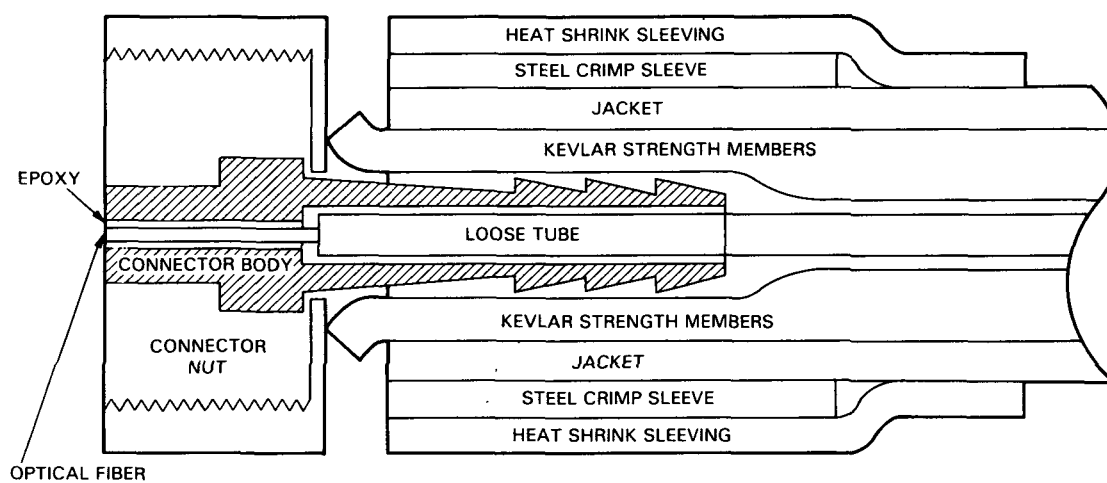 HEAT SHRINK SLEEVING
STEEL CRIMP SLEEVE
JACKET
KEVLAR STRENGTH MEMBERS
EPOXY
LOOSE TUBE
CONNECTOR BODY
KEVLAR STRENGTH MEMBERS
CONNECTOR
NUT
JACKET
STEEL CRIMP SLEEVE
HEAT SHRINK SLEEVING
OPTICAL FIBER